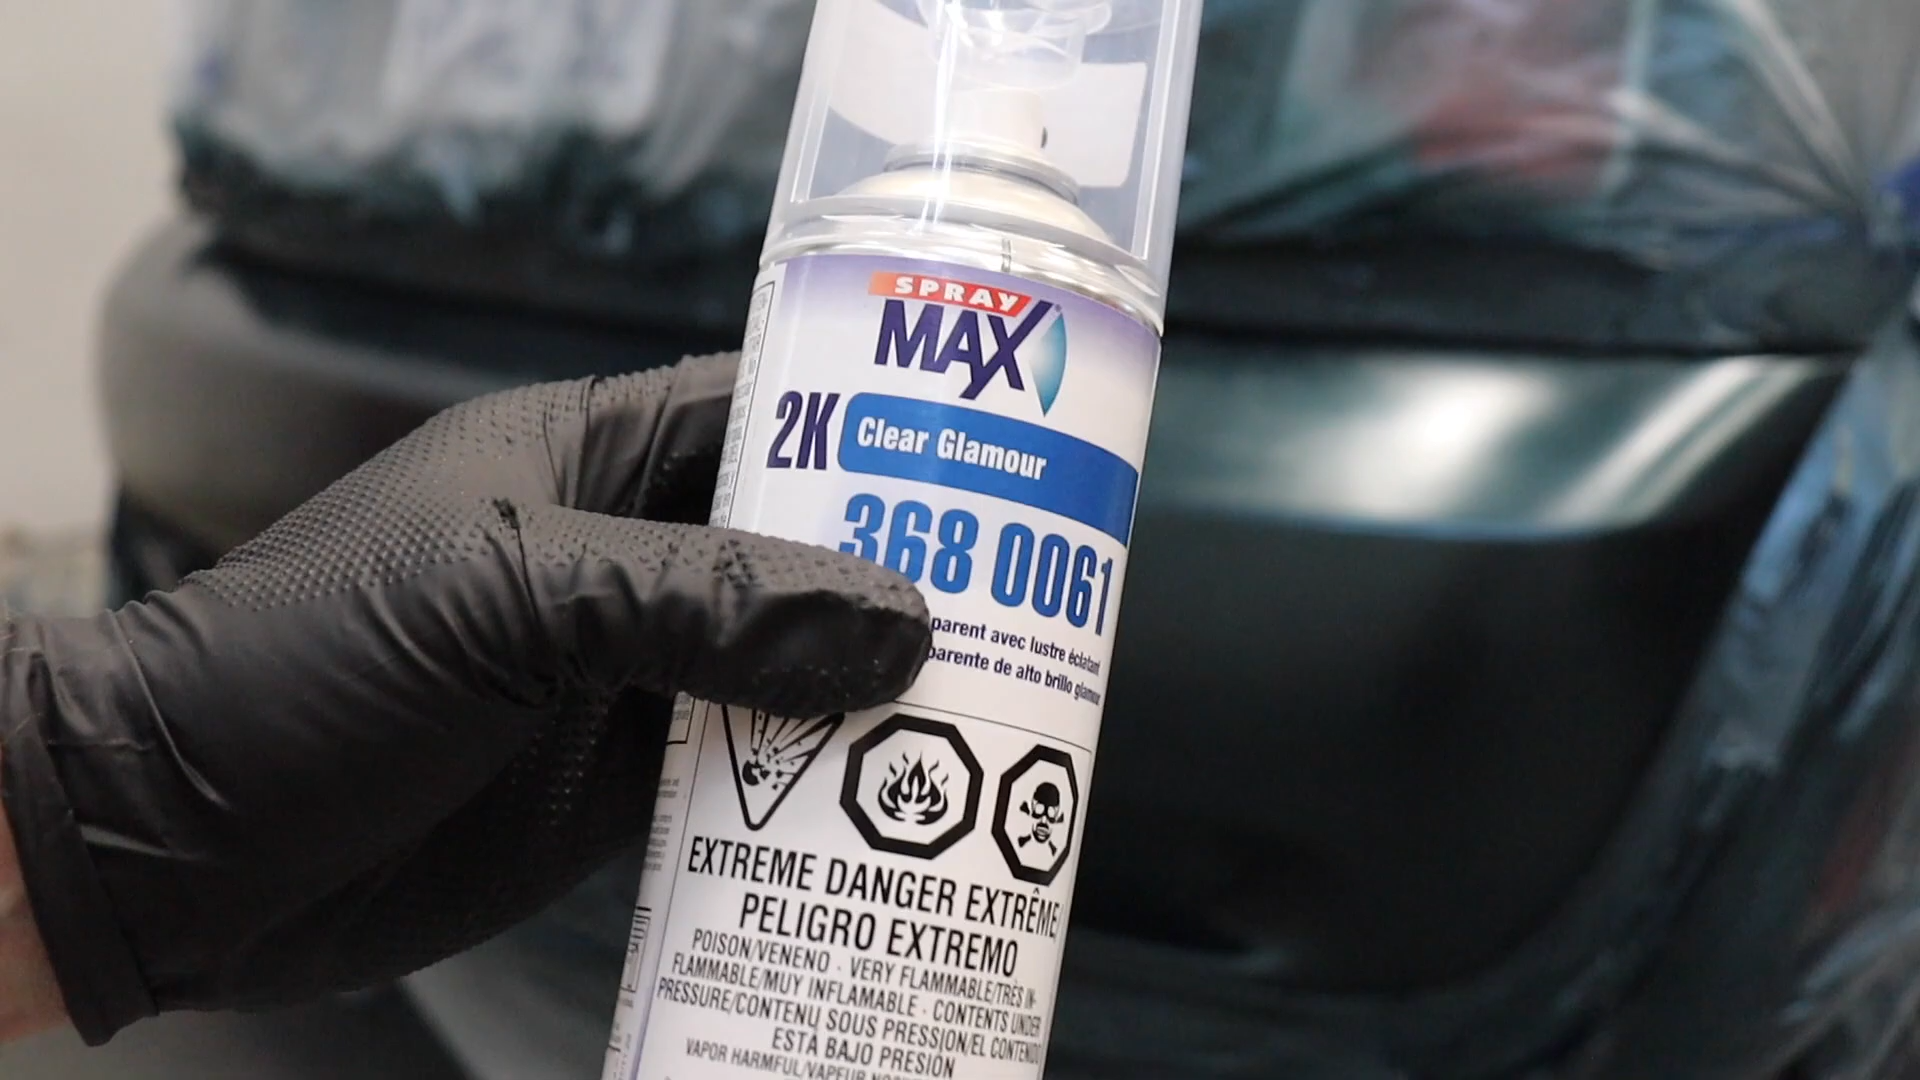 SPRAY
MAX
2K Clear Glamour
368 0061
parent avec lustre éclatant
parente de alto brillo glamour
EXTREME DANGER EXTRÊME/
PELIGRO EXTREMO
POISON/VENENO · VERY FLAMMABLE/TRÈS IN-
FLAMMABLE/MUY INFLAMABLE · CONTENTS UNDER
PRESSURE/CONTENU SOUS PRESSION/EL CONTENIDO
ESTÁ BAJO PRESIÓN
VAPOR HARMFUL/VAPEUR